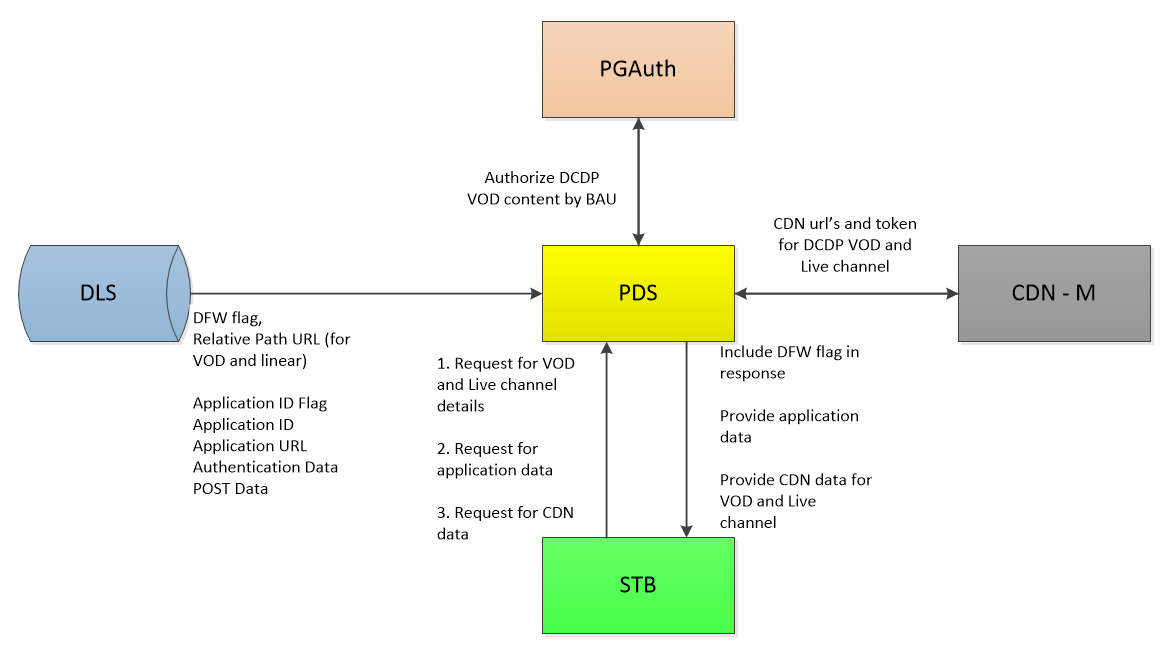 PGAuth
Authorize DCDP
VOD content by BAU
CDN url's and token
for DCDP VOD and
Live channel
DLS
PDS
CDN - M
DFW flag,
Relative Path URL (for
VOD and linear)
Application ID Flag
Application ID
Application URL
Authentication Data
POST Data
1. Request for VOD
and Live channel
details
2. Request for
application data
3. Request for CDN
data
Include DFW flag in
response
Provide application
data
Provide CDN data for
VOD and Live
channel
STB